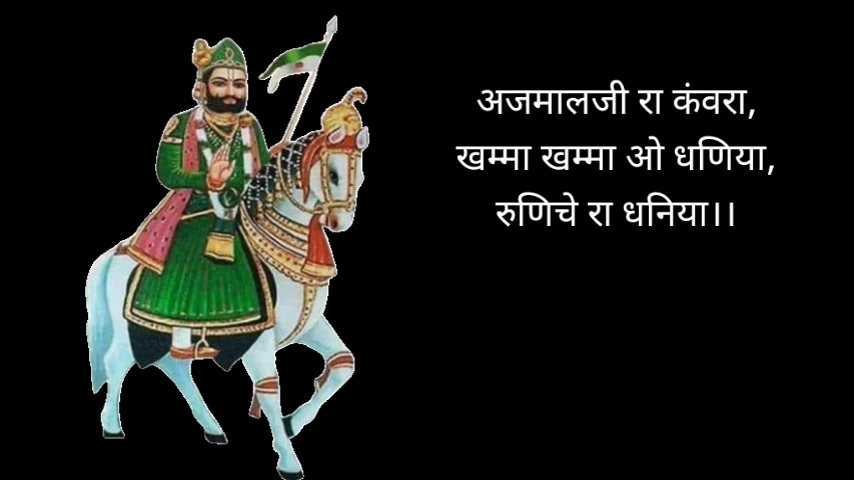 अजमालजी रा कंवरा,
खम्मा खम्मा ओ धणिया,
रुणिचे रा धनिया।।